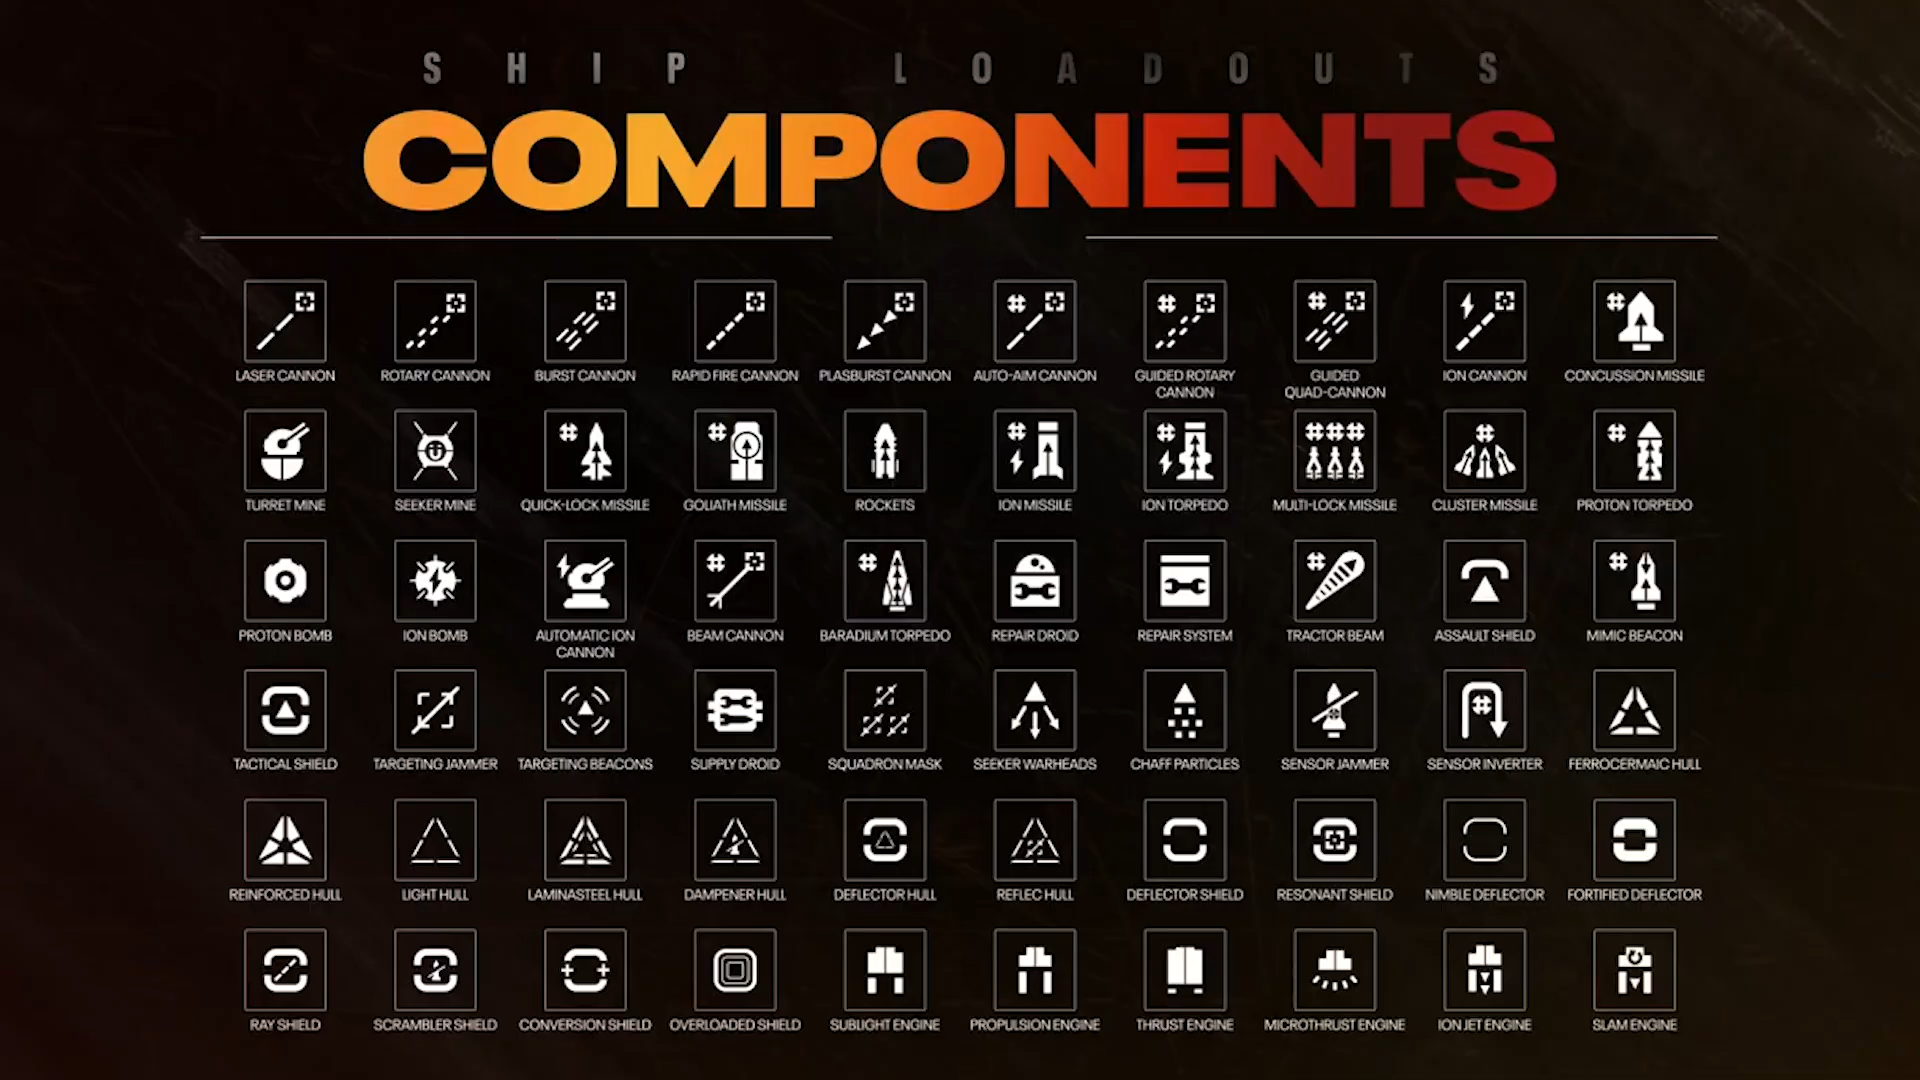 SHIP LOADOUTS
COMPONENTS
LASER CANNON
ROTARY CANNON
BURST CANNON
RAPID FIRE CANNON
PLASBURST CANNON
AUTO-AIM CANNON
GUIDED ROTARY
CANNON
GUIDED
QUAD-CANNON
ION CANNON
CONCUSSION MISSILE
TURRET MINE
SEEKER MINE
QUICK-LOCK MISSILE
GOLIATH MISSILE
ROCKETS
ION MISSILE
ION TORPEDO
MULTI-LOCK MISSILE
CLUSTER MISSILE
PROTON TORPEDO
PROTON BOMB
ION BOMB
AUTOMATIC ION
CANNON
BEAM CANNON
BARADIUM TORPEDO
REPAIR DROID
REPAIR SYSTEM
TRACTOR BEAM
ASSAULT SHIELD
MIMIC BEACON
TACTICAL SHIELD
TARGETING JAMMER
TARGETING BEACONS
SUPPLY DROID
SQUADRON MASK
SEEKER WARHEADS
CHAFF PARTICLES
SENSOR JAMMER
SENSOR INVERTER
FERROCERMAIC HULL
REINFORCED HULL
LIGHT HULL
LAMINASTEEL HULL
DAMPENER HULL
DEFLECTOR HULL
REFLEC HULL
DEFLECTOR SHIELD
RESONANT SHIELD
NIMBLE DEFLECTOR
FORTIFIED DEFLECTOR
RAY SHIELD
SCRAMBLER SHIELD
CONVERSION SHIELD
OVERLOADED SHIELD
SUBLIGHT ENGINE
PROPULSION ENGINE
THRUST ENGINE
MICROTHRUST ENGINE
ION JET ENGINE
SLAM ENGINE